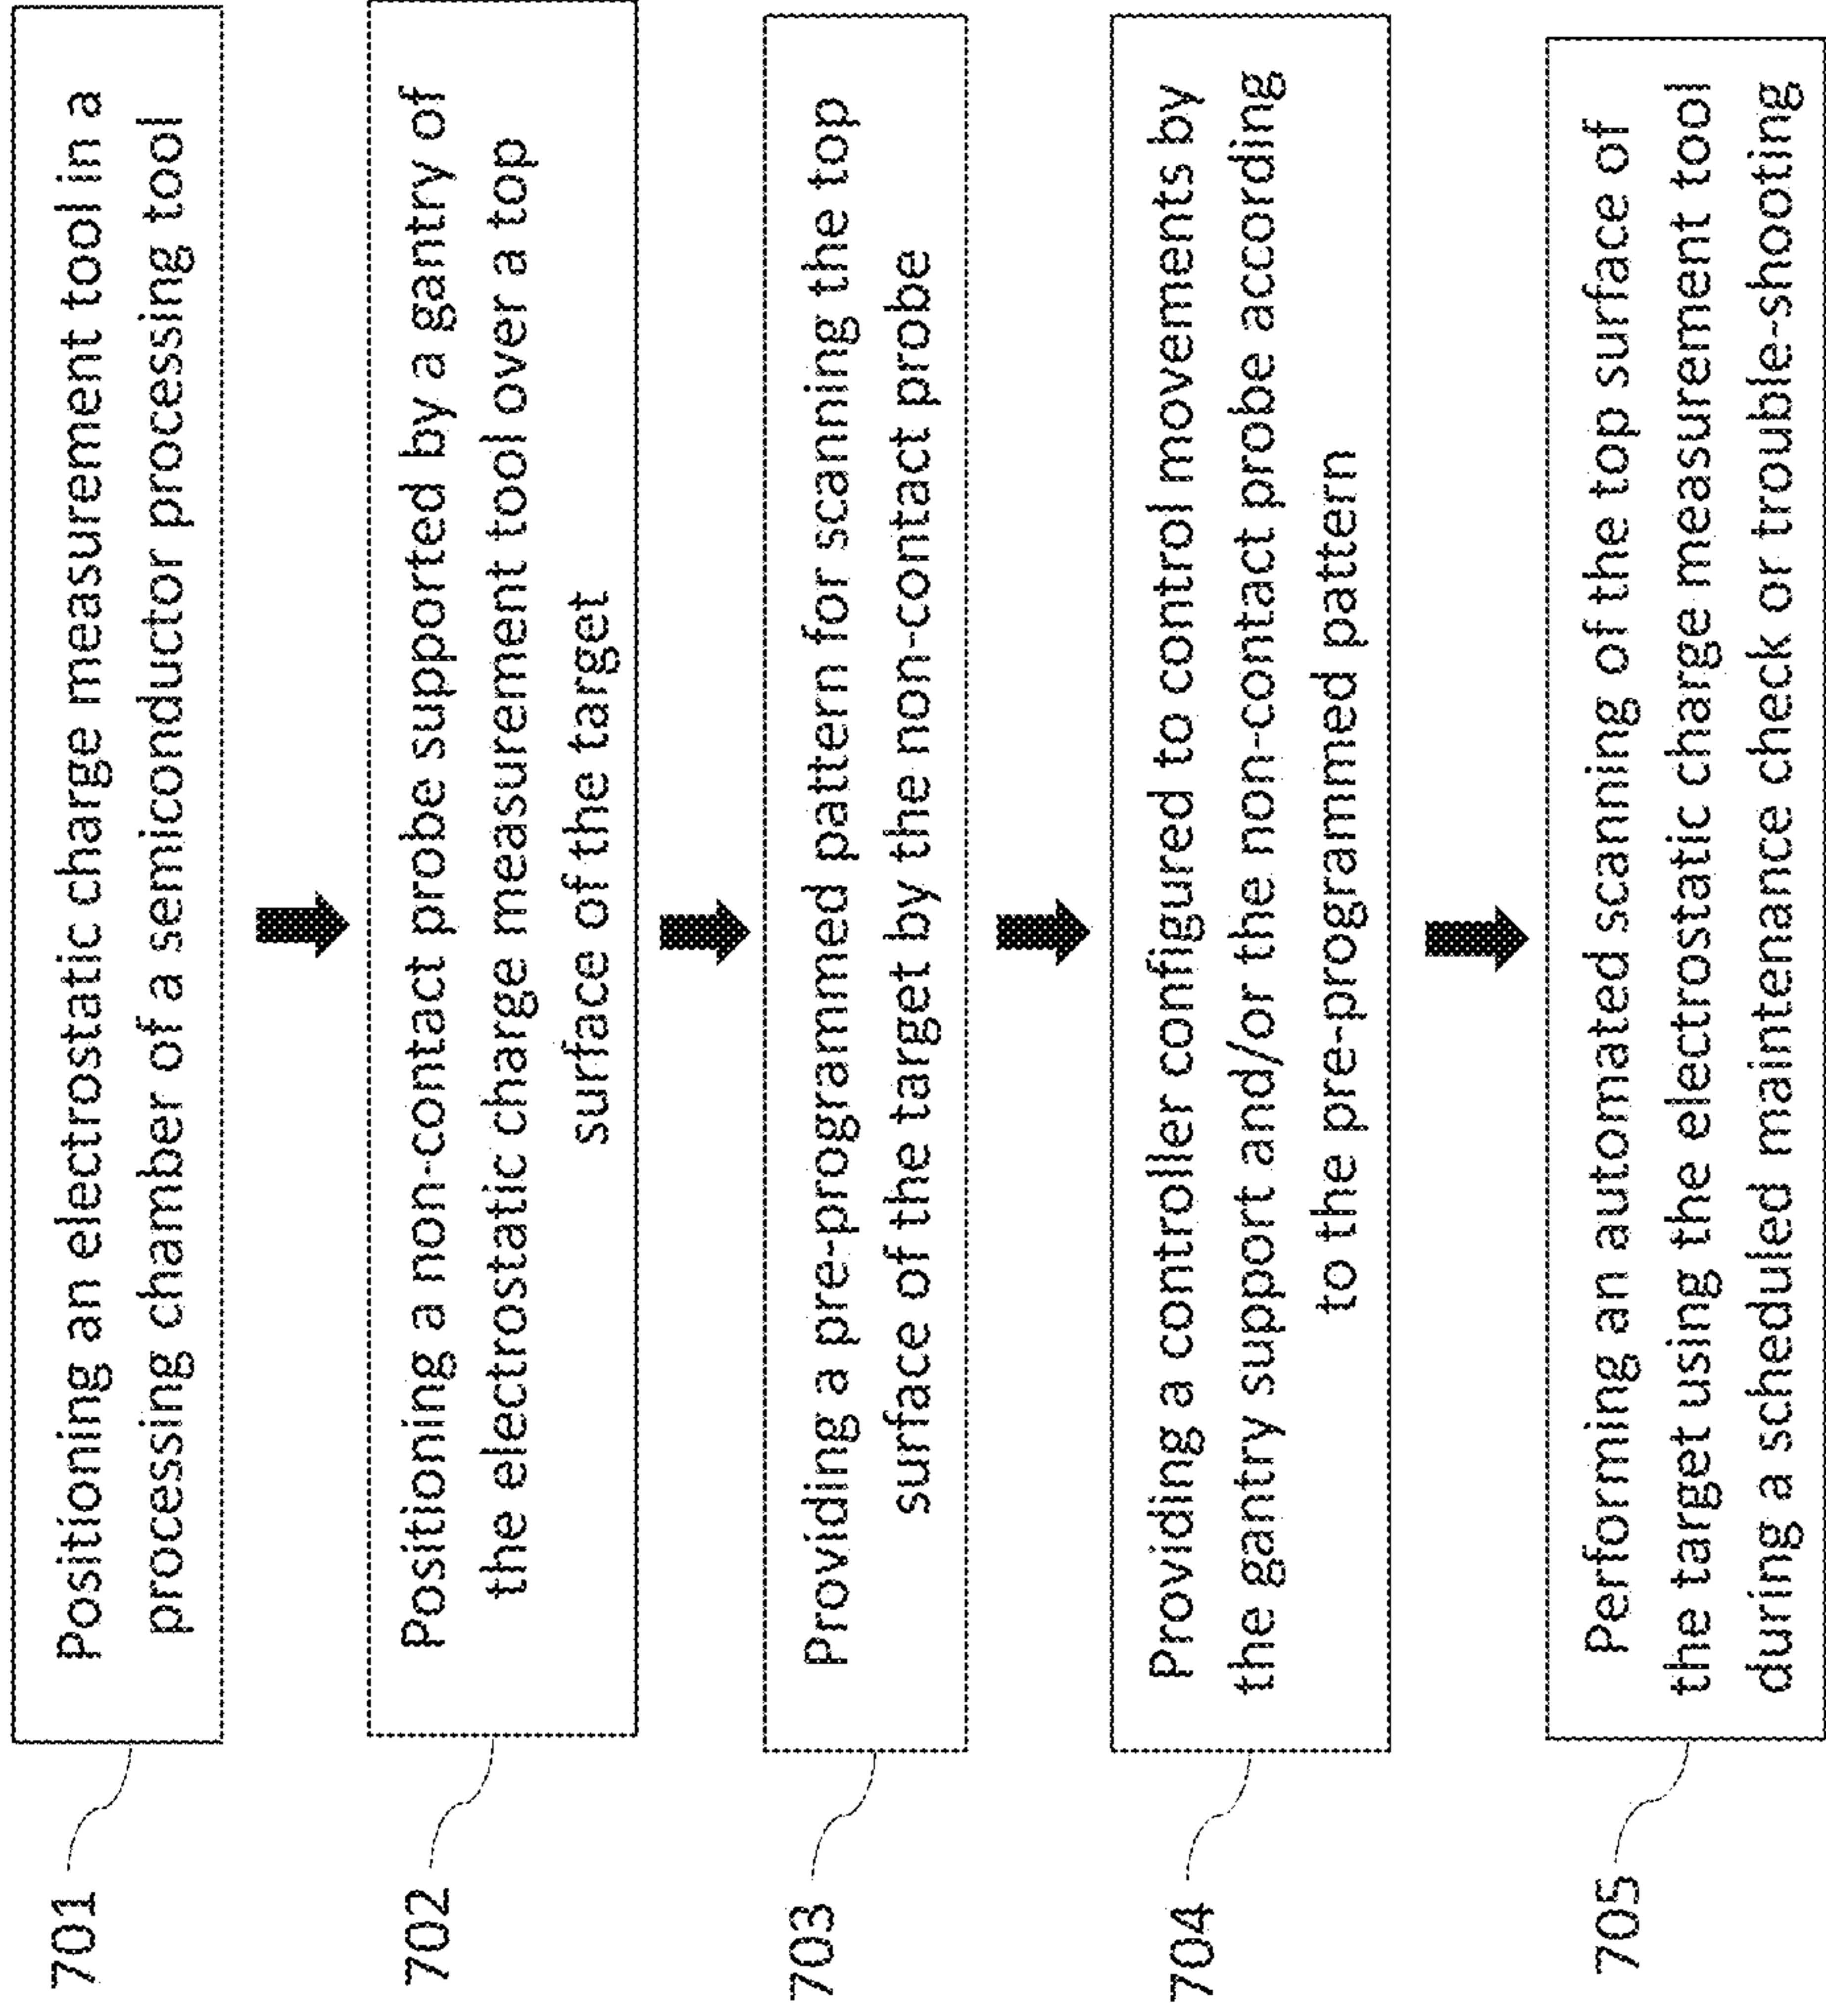 701
Positioning an electrostatic charge measurement tool in a
processing chamber of a semiconductor processing tool
702
Positioning a non-contact probe supported by a gantry of
the electrostatic charge measurement tool over a top
surface of the target
703
Providing a pre-programmed pattern for scanning the top
surface of the target by the non-contact probe
704
Providing a controller configured to control movements by
the gantry support and/or the non-contact probe according
to the pre-programmed pattern
705
Performing an automated scanning of the top surface of
the target using the electrostatic charge measurement tool
during a scheduled maintenance check or trouble-shooting